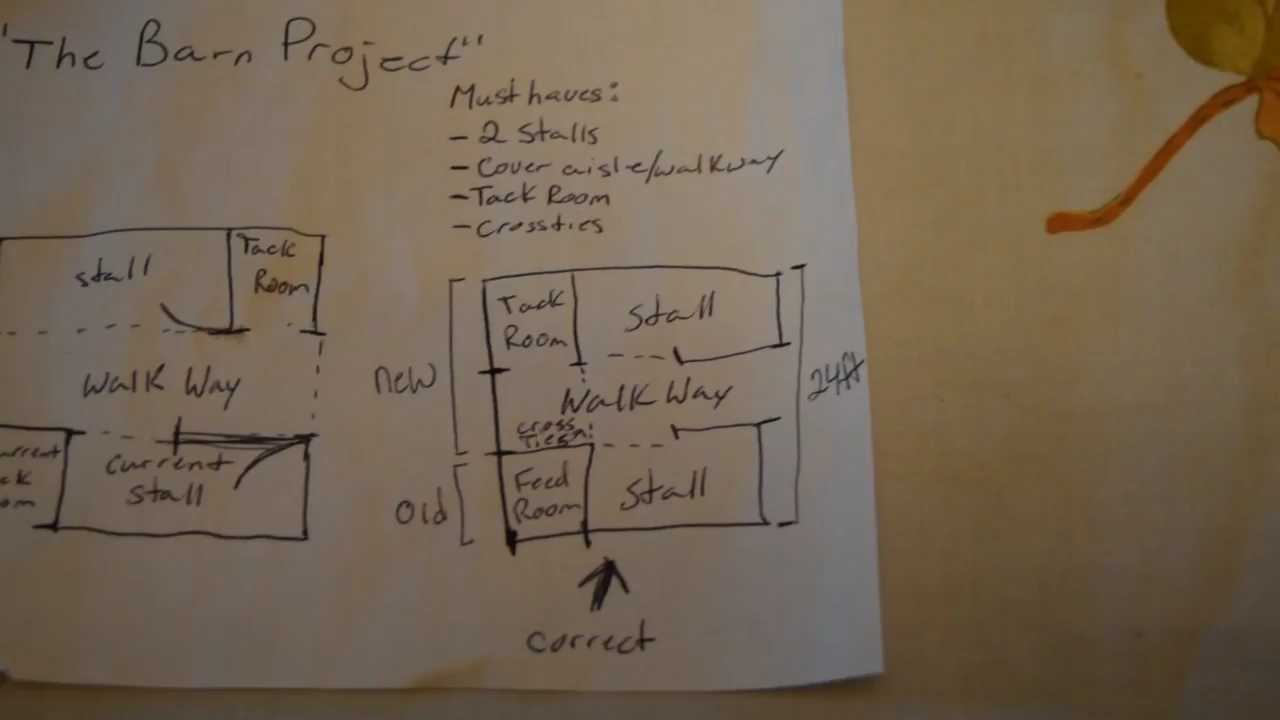 "The Barn Project"
Must haves:
- 2 Stalls
- Cover aisle/walkway
- Tack Room
- Crossties
stall
Tack
Room
Walk Way
Current
Stall
new
Old
Tack
Room
Stall
Walk Way
cross
Ties
Feed
Room
Stall
24ft
correct